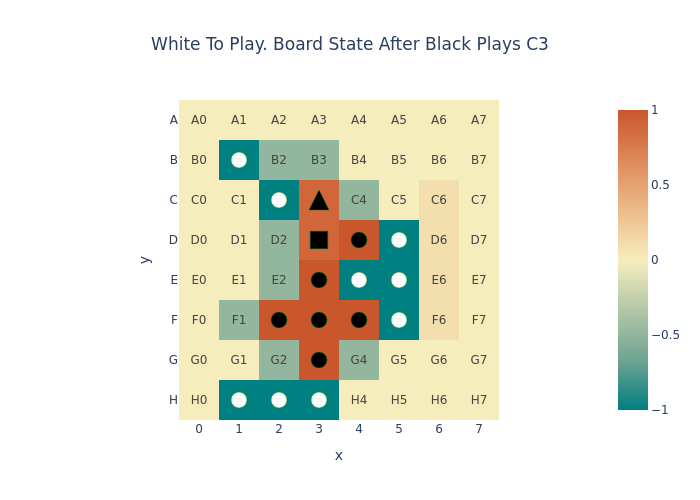 White To Play. Board State After Black Plays C3
A A0 A1 A2 A3 A4 A5 A6 A7
B B0 B2 B3 B4 B5 B6 B7
C C0 C1 C4 C5 C6 C7
D D0 D1 D2 D6 D7
E E0 E1 E2 E6 E7
F F0 F1 F6 F7
G G0 G1 G2 G4 G5 G6 G7
H H0 H4 H5 H6 H7
0 1 2 3 4 5 6 7
x
y
1
0.5
0
−0.5
−1